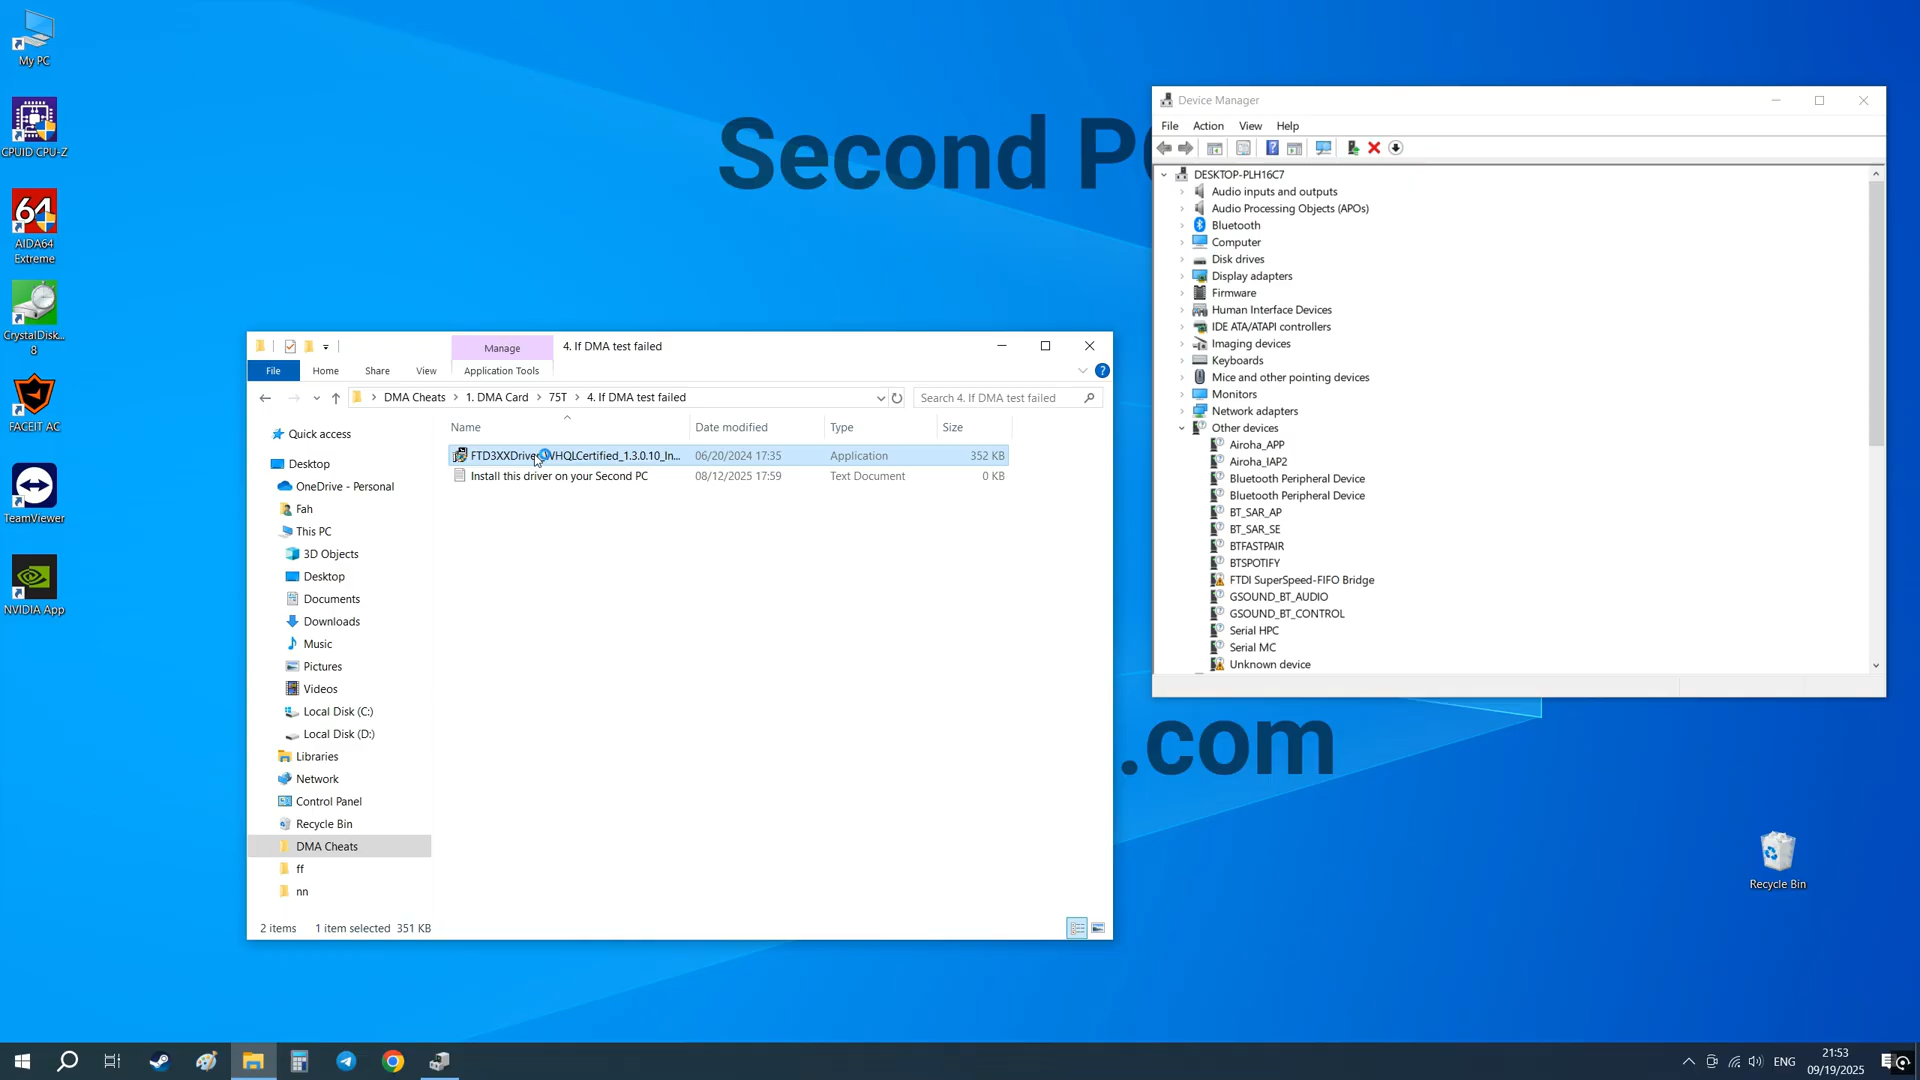 My PC
CPUID CPU-Z
64
AIDA64
Extreme
CrystalDisk...
8
FACEIT AC
TeamViewer
NVIDIA App
Second P
.com
Recycle Bin
Manage
4. If DMA test failed
File
Home
Share
View
Application Tools
DMA Cheats
1. DMA Card
75T
4. If DMA test failed
Search 4. If DMA test failed
Name
Date modified
Type
Size
Quick access
Desktop
OneDrive - Personal
Fah
This PC
3D Objects
Desktop
Documents
Downloads
Music
Pictures
Videos
Local Disk (C:)
Local Disk (D:)
Libraries
Network
Control Panel
Recycle Bin
DMA Cheats
ff
nn
06/20/2024 17:35
Application
352 KB
Install this driver on your Second PC
08/12/2025 17:59
Text Document
0 KB
2 items
1 item selected 351 KB
Device Manager
File
Action
View
Help
DESKTOP-PLH16C7
Audio inputs and outputs
Audio Processing Objects (APOs)
Bluetooth
Computer
Disk drives
Display adapters
Firmware
Human Interface Devices
IDE ATA/ATAPI controllers
Imaging devices
Keyboards
Mice and other pointing devices
Monitors
Network adapters
Other devices
Airoha_APP
Airoha_IAP2
Bluetooth Peripheral Device
Bluetooth Peripheral Device
BT_SAR_AP
BT_SAR_SE
BTFASTPAIR
BTSPOTIFY
FTDI SuperSpeed-FIFO Bridge
GSOUND_BT_AUDIO
GSOUND_BT_CONTROL
Serial HPC
Serial MC
Unknown device
ENG
21:53
09/19/2025